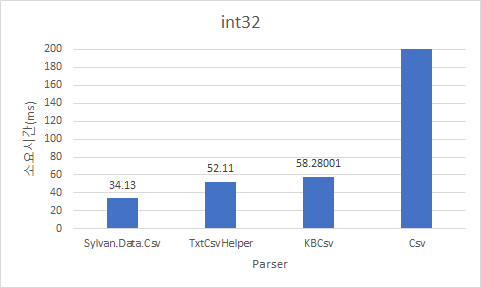 int32
소요시간(ms)
200
180
160
140
120
100
80
60
40
20
0
34.13
52.11
58.28001
Sylvan.Data.Csv
TxtCsvHelper
KBCsv
Csv
Parser